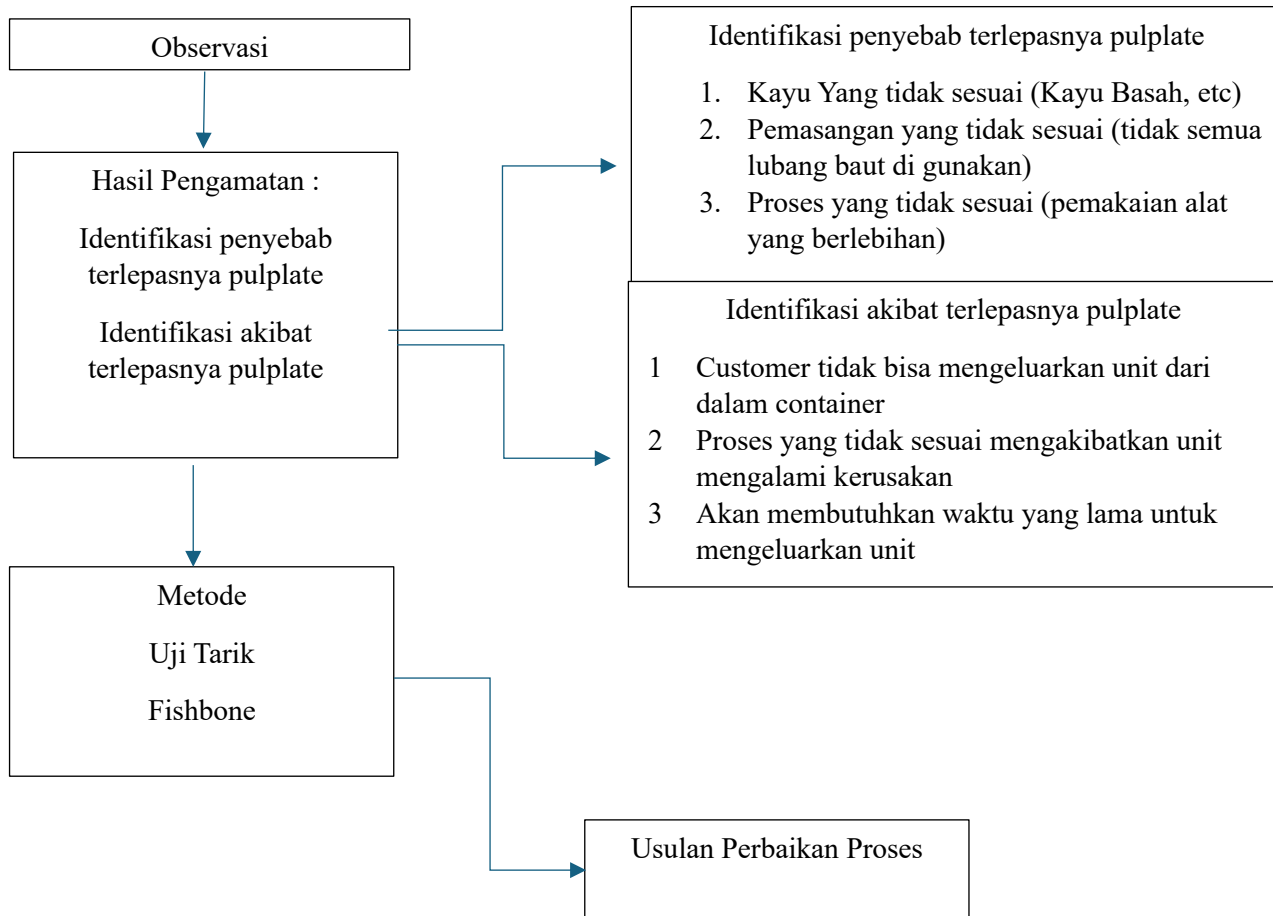 Observasi
Hasil Pengamatan :
Identifikasi penyebab
terlepasnya pulplate
Identifikasi akibat
terlepasnya pulplate
Identifikasi penyebab terlepasnya pulplate
1. Kayu Yang tidak sesuai (Kayu Basah, etc)
2. Pemasangan yang tidak sesuai (tidak semua
lubang baut di gunakan)
3. Proses yang tidak sesuai (pemakaian alat
yang berlebihan)
Identifikasi akibat terlepasnya pulplate
1 Customer tidak bisa mengeluarkan unit dari
dalam container
2 Proses yang tidak sesuai mengakibatkan unit
mengalami kerusakan
3 Akan membutuhkan waktu yang lama untuk
mengeluarkan unit
Metode
Uji Tarik
Fishbone
Usulan Perbaikan Proses